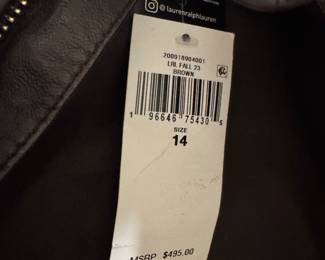 @laurenralphlauren
200918904001
LRL FALL 23
BROWN
1 96646 75430 5
SIZE
14
MSRP $495.00